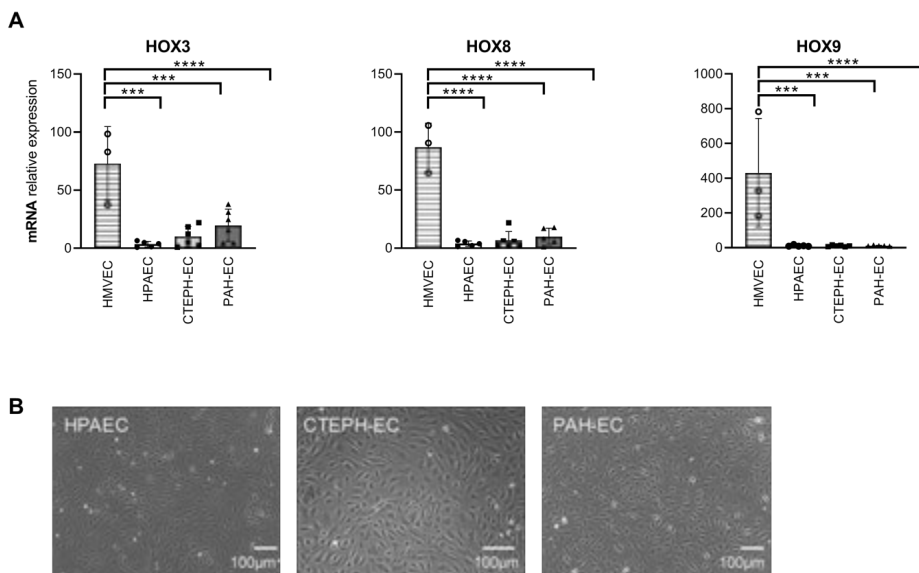 A
HOX3
HOX8
HOX9
mRNA relative expression
150
100
50
0
****
***
***
HMVEC
HPAEC
CTEPH-EC
PAH-EC
150
100
50
0
****
****
****
HMVEC
HPAEC
CTEPH-EC
PAH-EC
1000
800
600
400
200
0
****
***
***
HMVEC
HPAEC
CTEPH-EC
PAH-EC
B
HPAEC
100µm
CTEPH-EC
100µm
PAH-EC
100µm